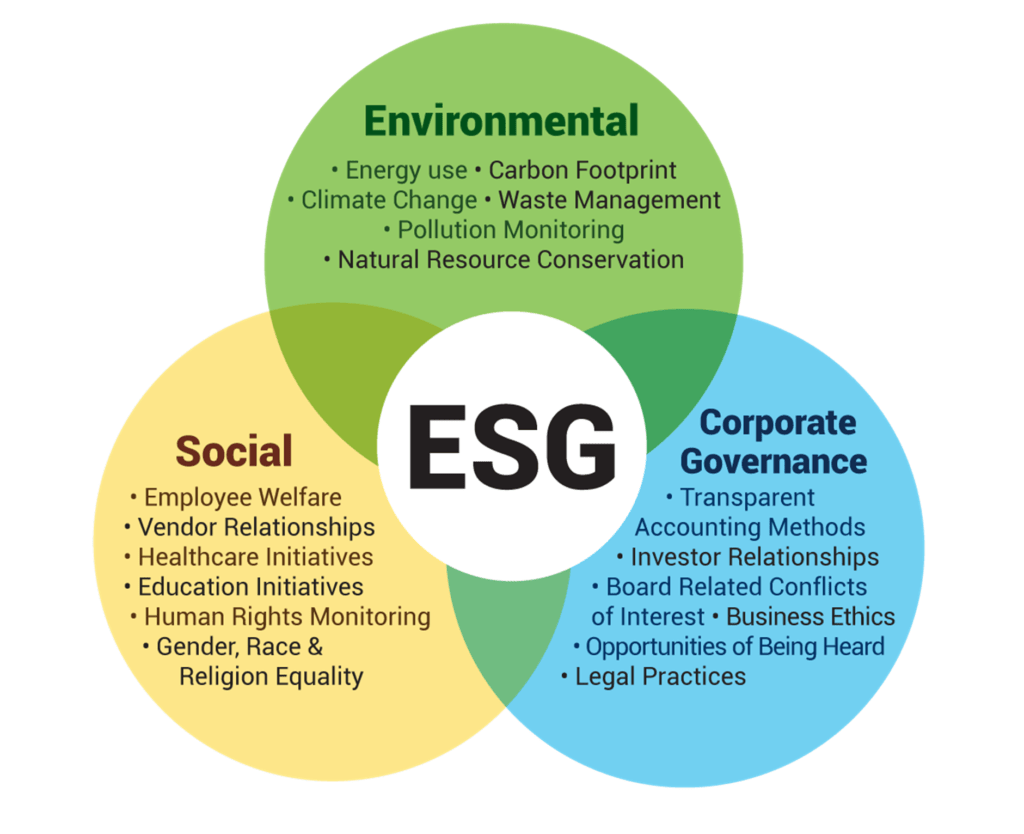 Environmental
• Energy use • Carbon Footprint
• Climate Change • Waste Management
• Pollution Monitoring
• Natural Resource Conservation
ESG
Social
• Employee Welfare
• Vendor Relationships
• Healthcare Initiatives
• Education Initiatives
• Human Rights Monitoring
• Gender, Race &
Religion Equality
Corporate
Governance
• Transparent
Accounting Methods
• Investor Relationships
• Board Related Conflicts
of Interest • Business Ethics
• Opportunities of Being Heard
• Legal Practices